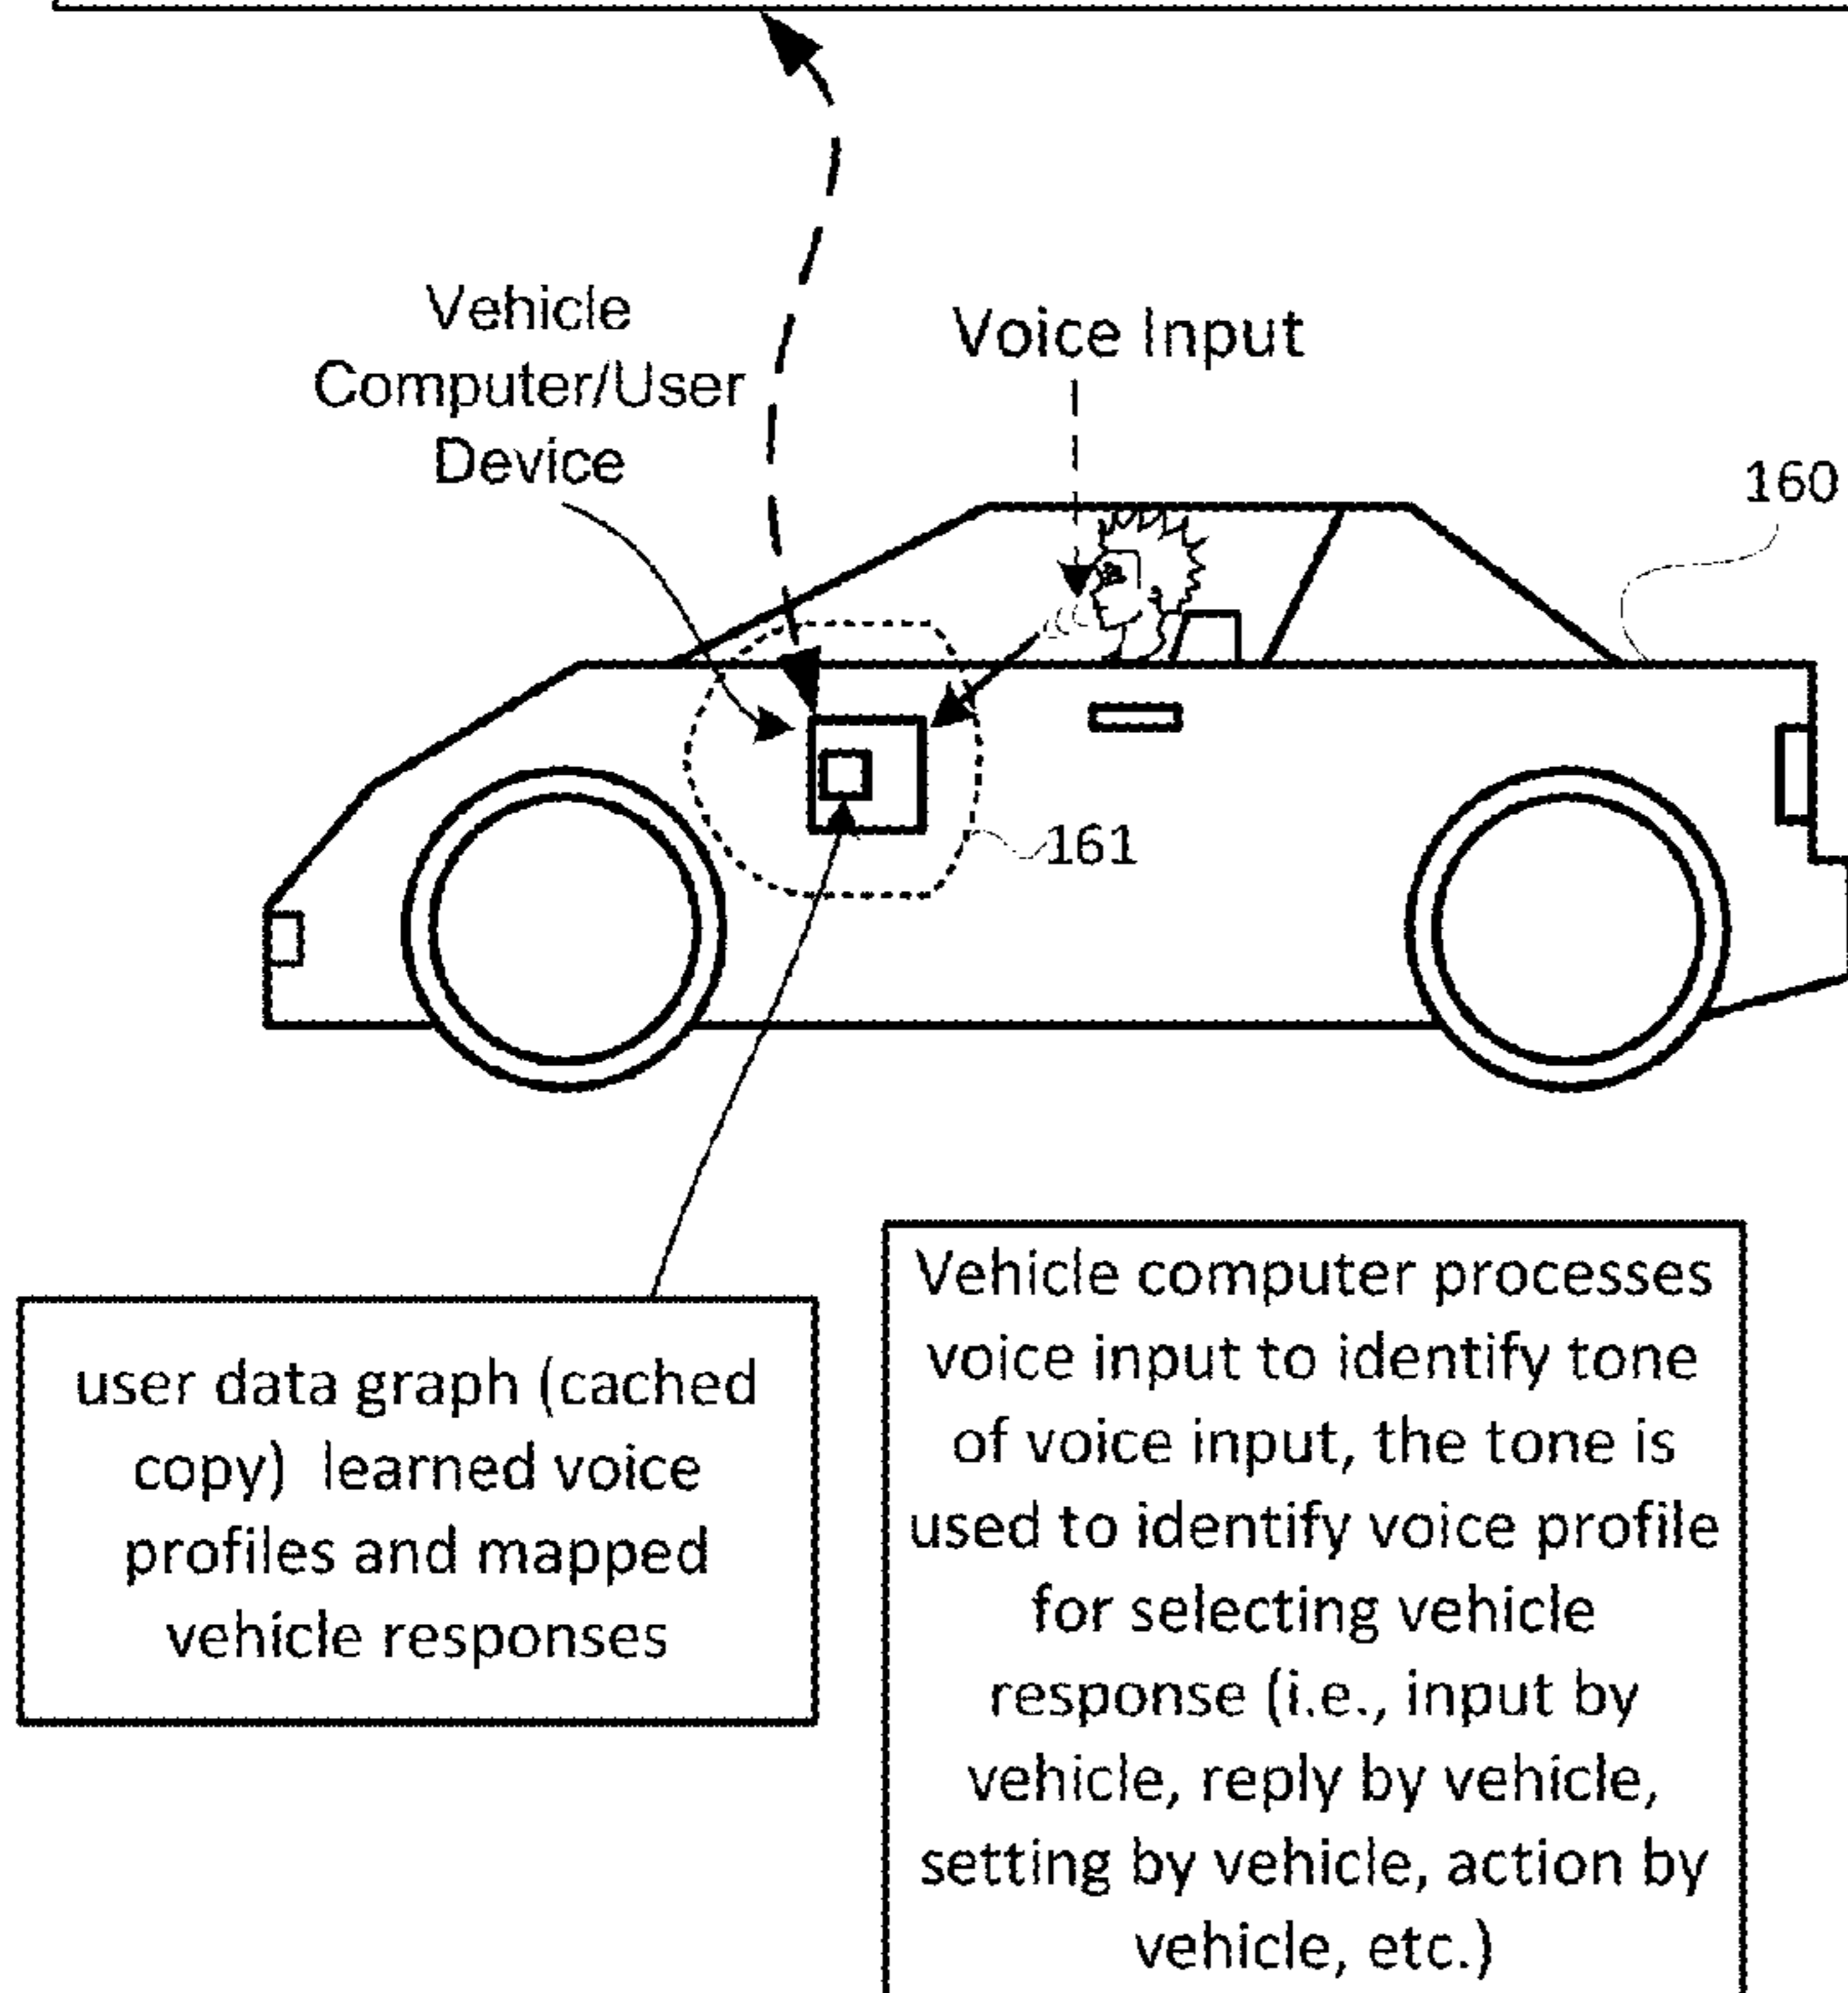 Vehicle
Computer/User
Device
Voice Input
160
161
user data graph (cached
copy) learned voice
profiles and mapped
vehicle responses
Vehicle computer processes
voice input to identify tone
of voice input, the tone is
used to identify voice profile
for selecting vehicle
response (i.e., input by
vehicle, reply by vehicle,
setting by vehicle, action by
vehicle, etc.)